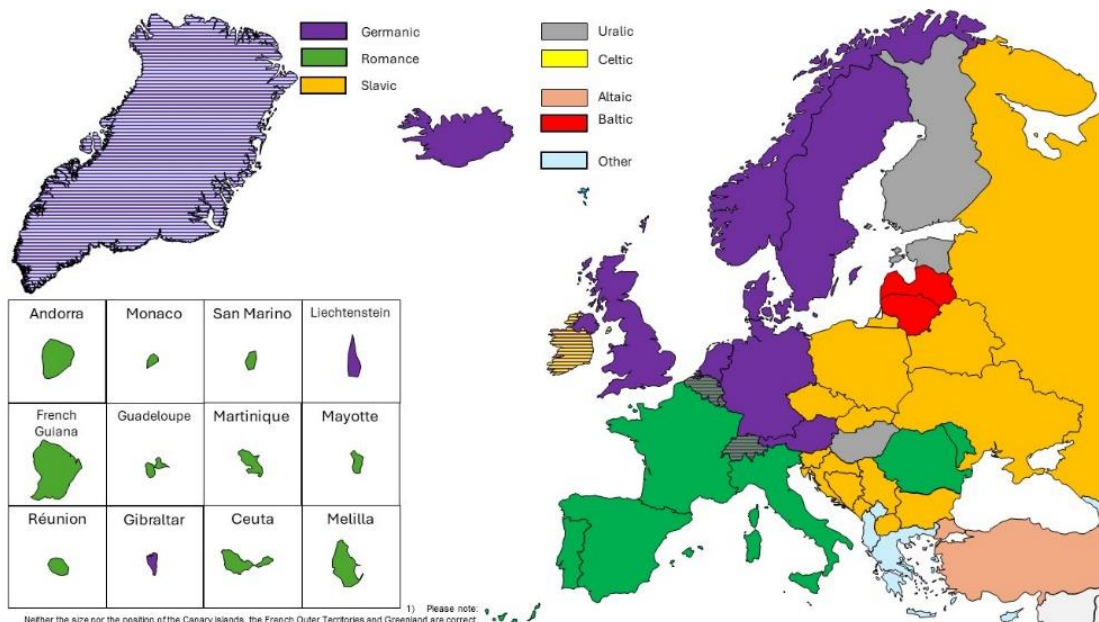 Germanic
Romance
Slavic
Uralic
Celtic
Altaic
Baltic
Other
Andorra
Monaco
San Marino
Liechtenstein
French
Guiana
Guadeloupe
Martinique
Mayotte
Réunion
Gibraltar
Ceuta
Melilla
1) Please note:
Neither the size nor the position of the Canary Islands, the French Outer Territories and Greenland are correct